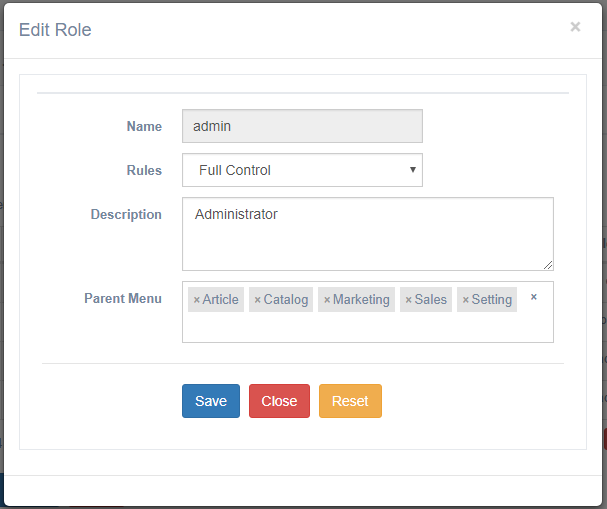 Edit Role ×
Name admin
Rules Full Control
Description Administrator
Parent Menu ×Article ×Catalog ×Marketing ×Sales ×Setting ×
Save Close Reset